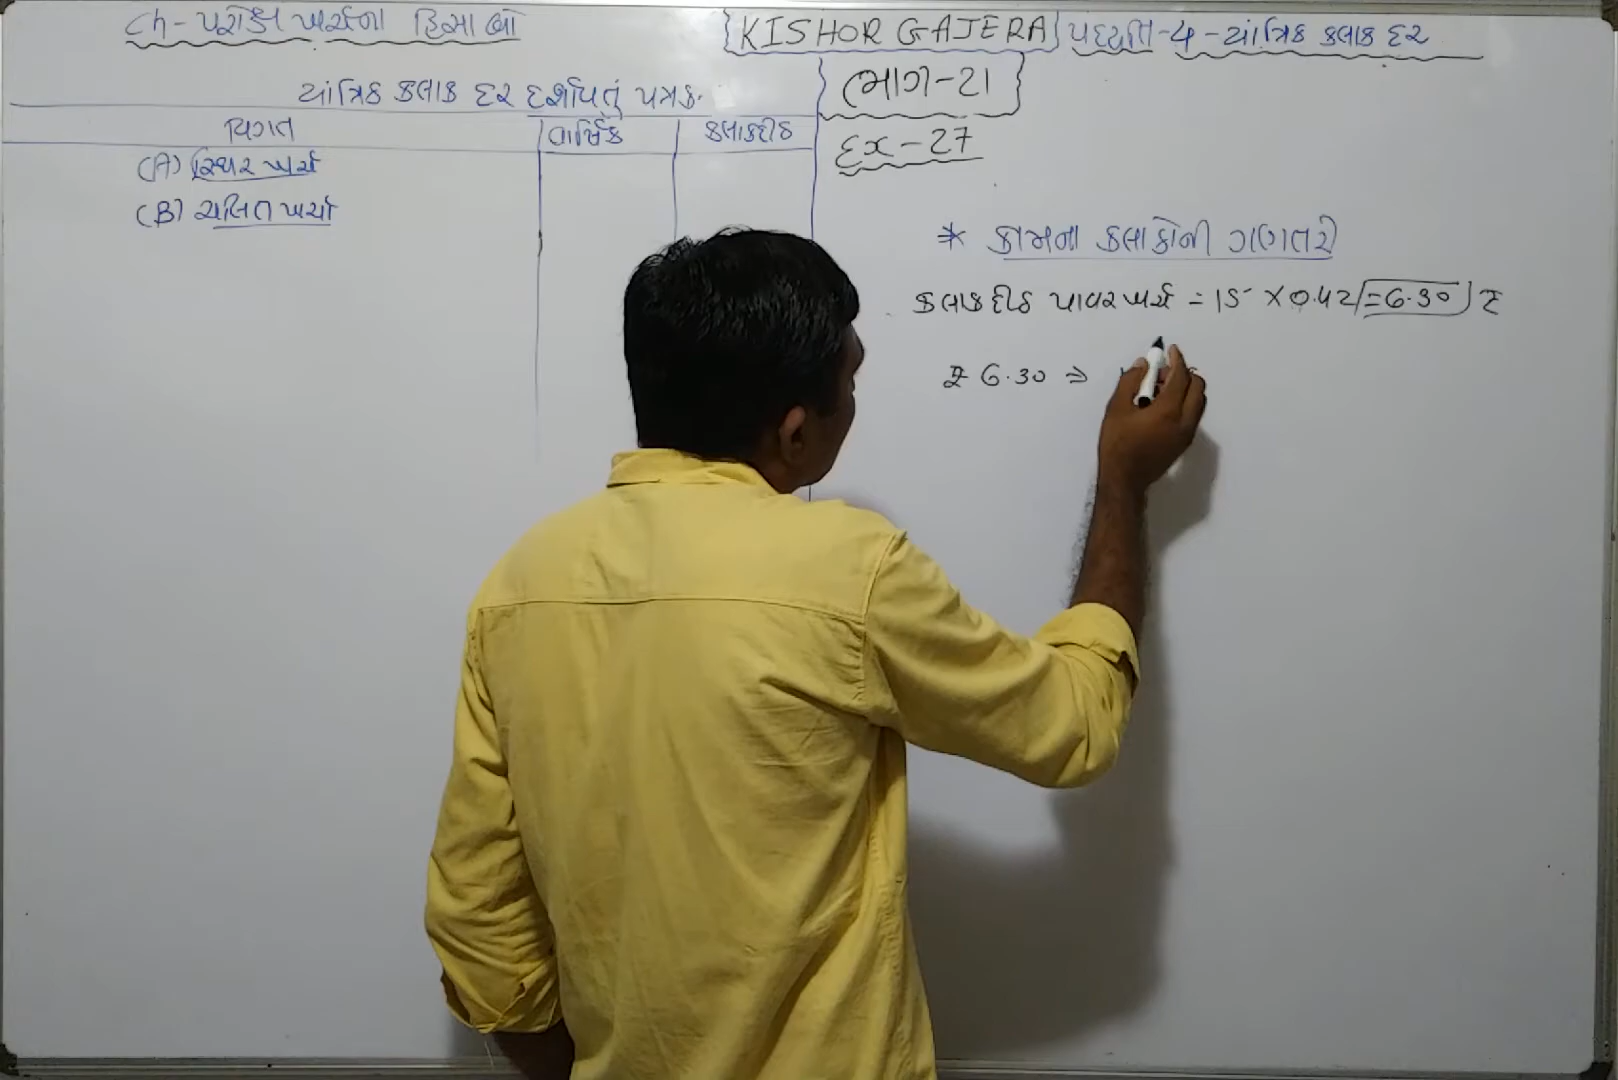 Ch- પરોક્ષ ખર્ચના હિસાબો
KISHOR GAJERA
પદ્ધતિ-4-યાંત્રિક કલાક દર
ભાગ-21
Ex-27
યાંત્રિક કલાક દર દર્શાવતું પત્રક.
વિગત વાર્ષિક કલાકદીઠ
(A) સ્થિર ખર્ચ
(B) ચલિત ખર્ચા
* કામના કલાકોની ગણતરી
કલાકદીઠ પાવર ખર્ચ = 15 X 0.42 = 6.30 ₹
₹ 6.30 ⇒